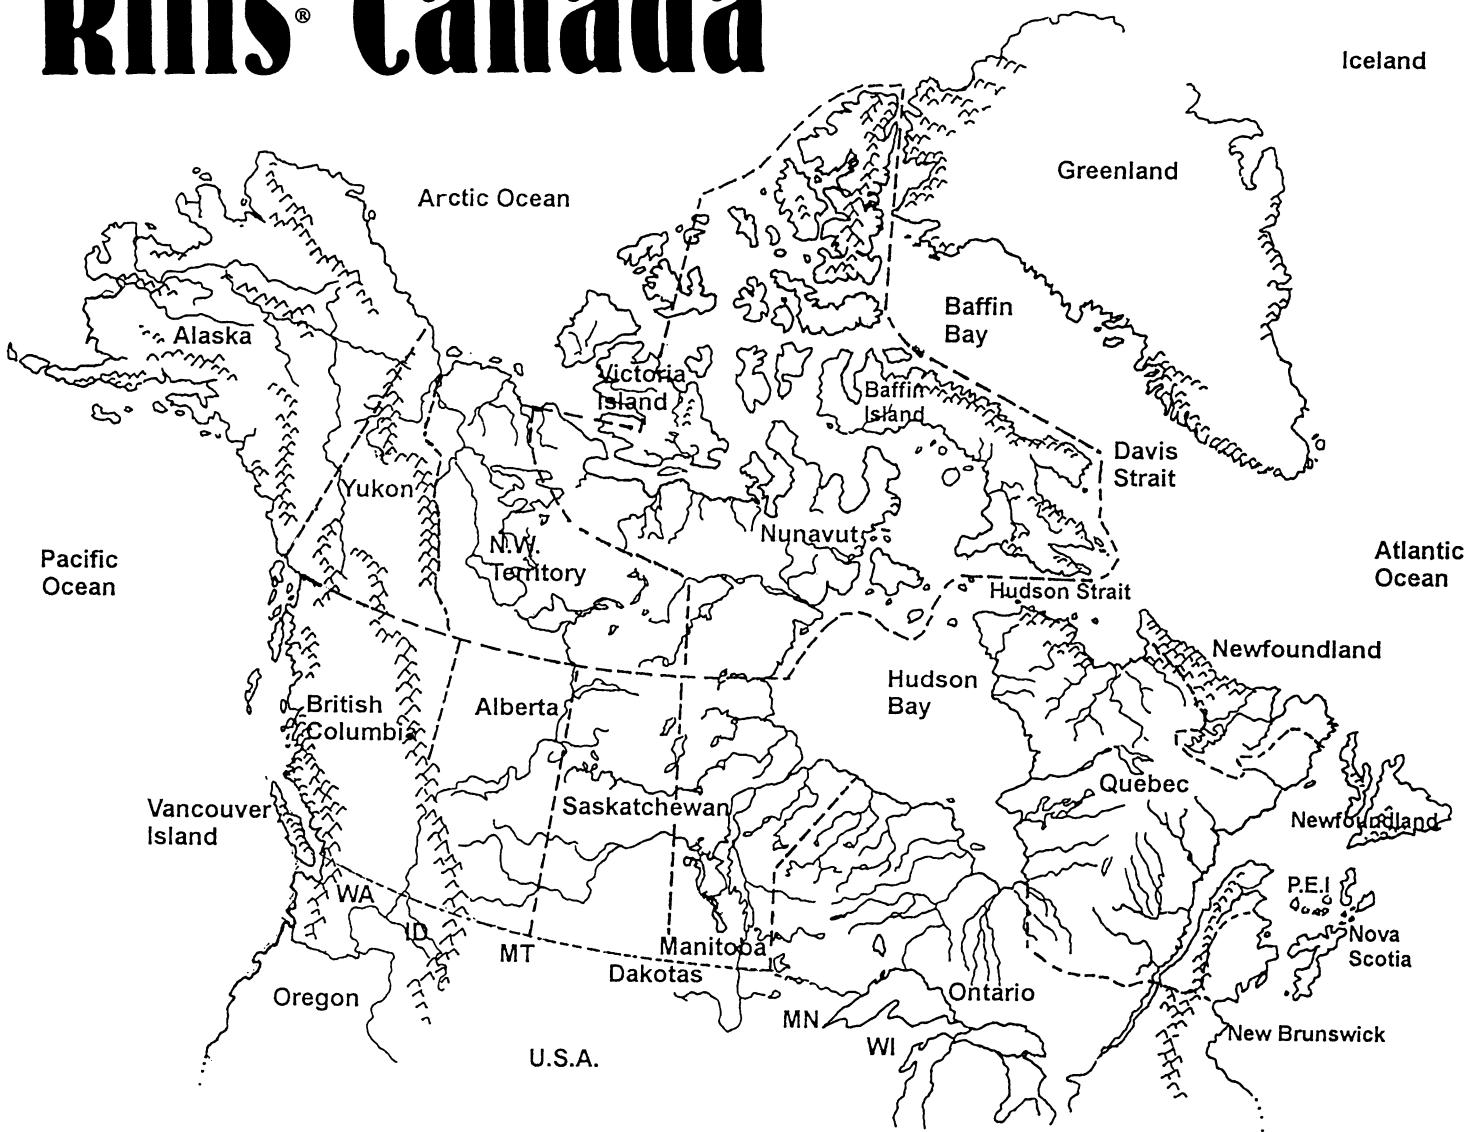 Rills® Canada
Iceland
Greenland
Arctic Ocean
Baffin
Bay
Alaska
Victoria
Island
Baffin
Island
Davis
Strait
Yukon
Nunavut
N.W.
Territory
Pacific
Ocean
Atlantic
Ocean
Hudson Strait
Newfoundland
Hudson
Bay
British
Columbia
Alberta
Quebec
Saskatchewan
Vancouver
Island
Newfoundland
P.E.I
WA
ID
MT
Manitoba
Dakotas
Nova
Scotia
Oregon
Ontario
MN
WI
New Brunswick
U.S.A.